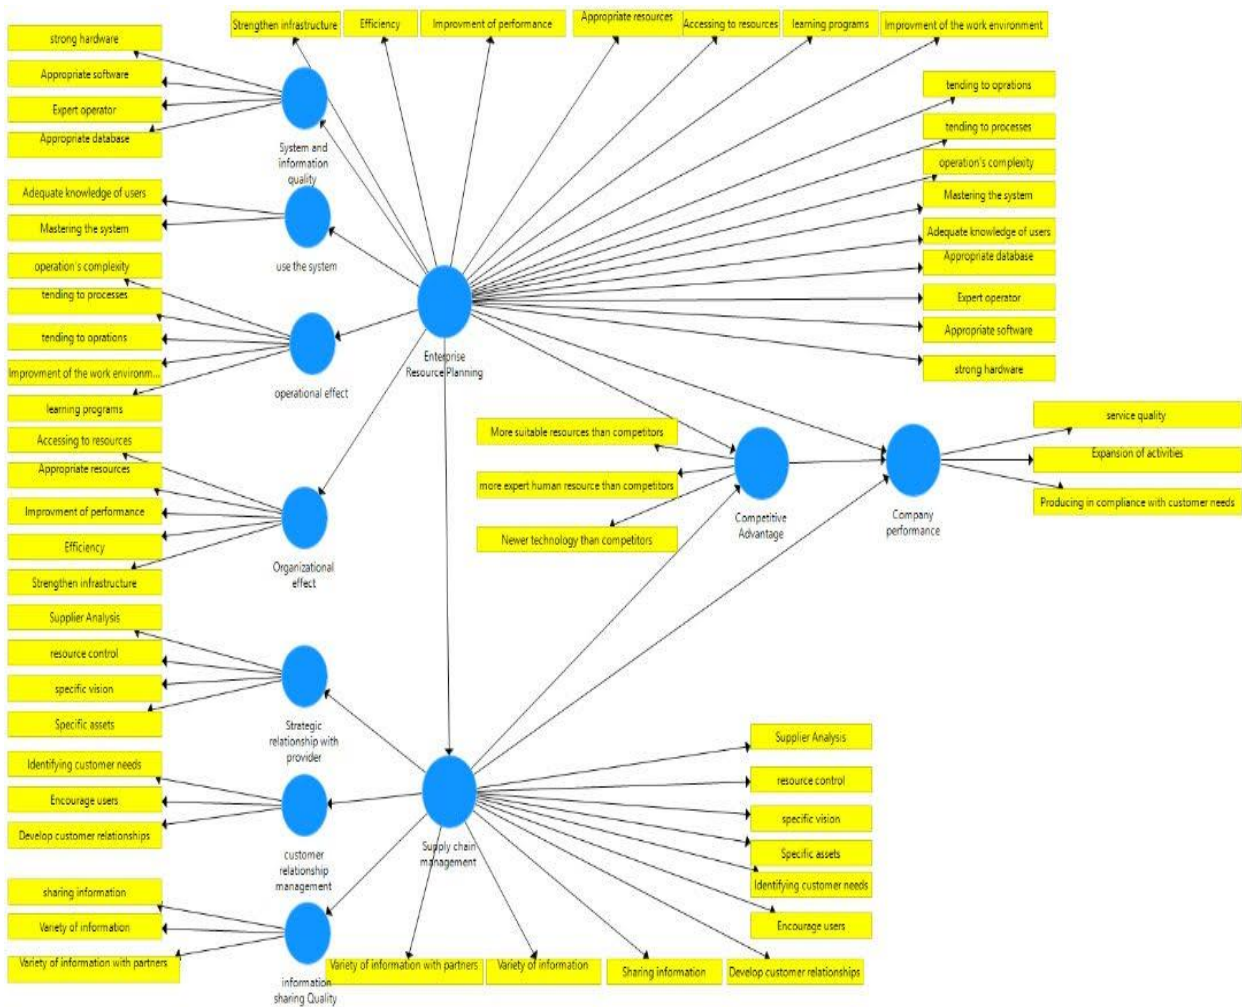 Strengthen infrastructure
Efficiency
Improvment of performance
Appropriate resources
Accessing to resources
learning programs
Improvment of the work environment
strong hardware
Appropriate software
Expert operator
Appropriate database
System and
information
quality
Adequate knowledge of users
Mastering the system
use the system
operation's complexity
tending to processes
tending to oprations
Improvment of the work environm...
learning programs
operational effect
Enterprise
Resource Planning
tending to oprations
tending to processes
operation's complexity
Mastering the system
Adequate knowledge of users
Appropriate database
Expert operator
Appropriate software
strong hardware
Accessing to resources
Appropriate resources
Improvment of performance
Efficiency
Strengthen infrastructure
Organizational
effect
More suitable resources than competitors
more expert human resource than competitors
Newer technology than competitors
Competitive
Advantage
Company
performance
service quality
Expansion of activities
Producing in compliance with customer needs
Supplier Analysis
resource control
specific vision
Specific assets
Strategic
relationship with
provider
Identifying customer needs
Encourage users
Develop customer relationships
customer
relationship
management
Supply chain
management
Supplier Analysis
resource control
specific vision
Specific assets
Identifying customer needs
Encourage users
sharing information
Variety of information
Variety of information with partners
information
sharing Quality
Variety of information with partners
Variety of information
Sharing information
Develop customer relationships